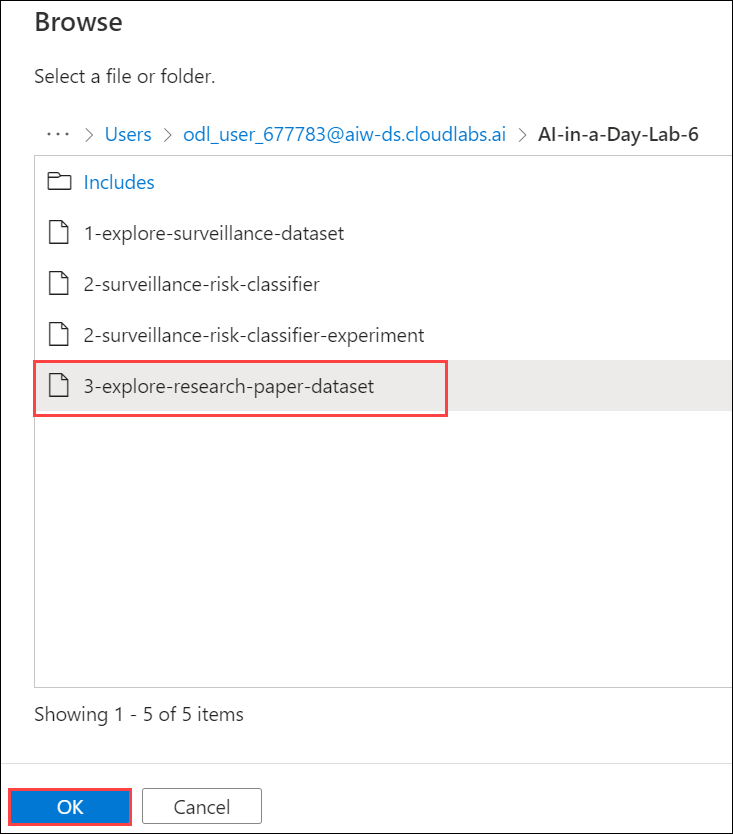 Browse
Select a file or folder.
··· > Users > odl_user_677783@aiw-ds.cloudlabs.ai > AI-in-a-Day-Lab-6
Includes
1-explore-surveillance-dataset
2-surveillance-risk-classifier
2-surveillance-risk-classifier-experiment
3-explore-research-paper-dataset
Showing 1 - 5 of 5 items
OK Cancel